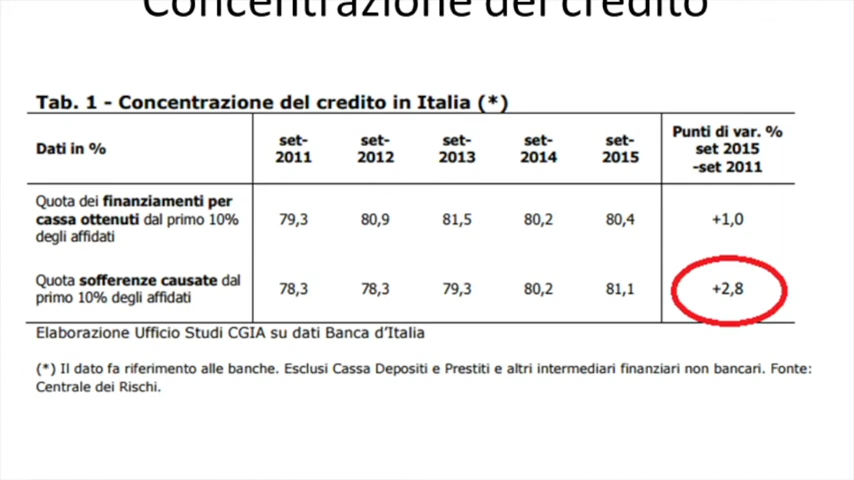 Concentrazione del credito
Tab. 1 - Concentrazione del credito in Italia (*)
Dati in % set-2011 set-2012 set-2013 set-2014 set-2015 Punti di var. % set 2015 -set 2011
Quota dei finanziamenti per cassa ottenuti dal primo 10% degli affidati 79,3 80,9 81,5 80,2 80,4 +1,0
Quota sofferenze causate dal primo 10% degli affidati 78,3 78,3 79,3 80,2 81,1 +2,8
Elaborazione Ufficio Studi CGIA su dati Banca d'Italia
(*) Il dato fa riferimento alle banche. Esclusi Cassa Depositi e Prestiti e altri intermediari finanziari non bancari. Fonte:
Centrale dei Rischi.